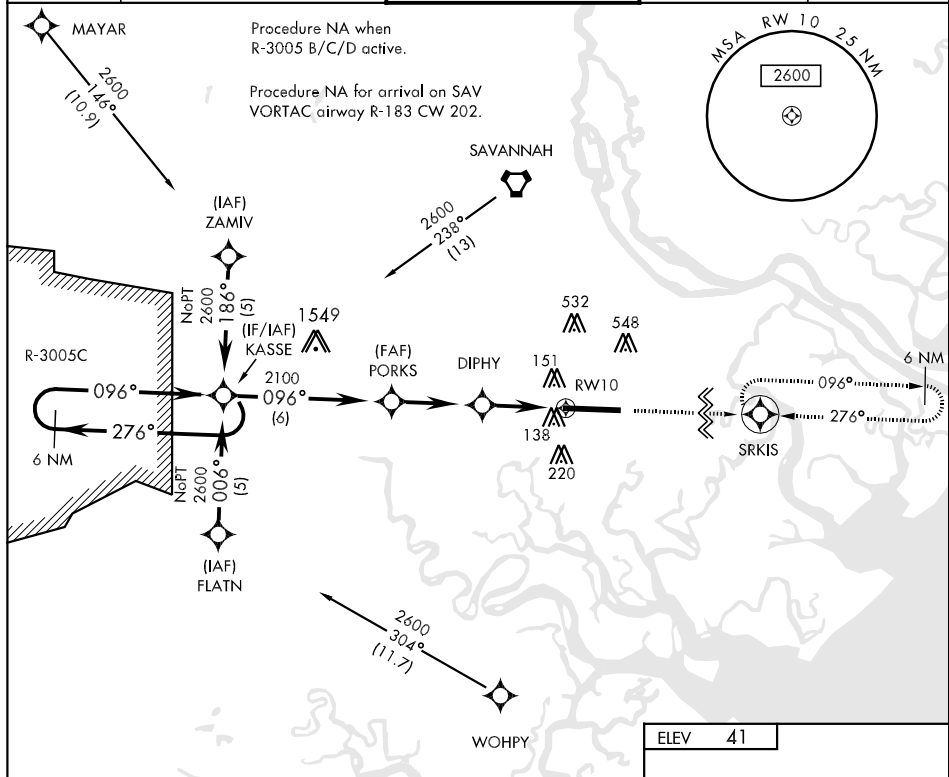 MAYAR
2600
146°
(10.9)
Procedure NA when
R-3005 B/C/D active.
Procedure NA for arrival on SAV
VORTAC airway R-183 CW 202.
MSA RW 10 25 NM
2600
SAVANNAH
2600
238°
(13)
(IAF)
ZAMIV
NoPT
2600
186°
(5)
(IF/IAF)
KASSE
1549
R-3005C
096°
276°
6 NM
2100
096°
(6)
(FAF)
PORKS
DIPHY
532
548
151
RW10
138
220
6 NM
096°
276°
SRKIS
NoPT
2600
006°
(5)
(IAF)
FLATN
2600
304°
(11.7)
WOHPY
ELEV 41